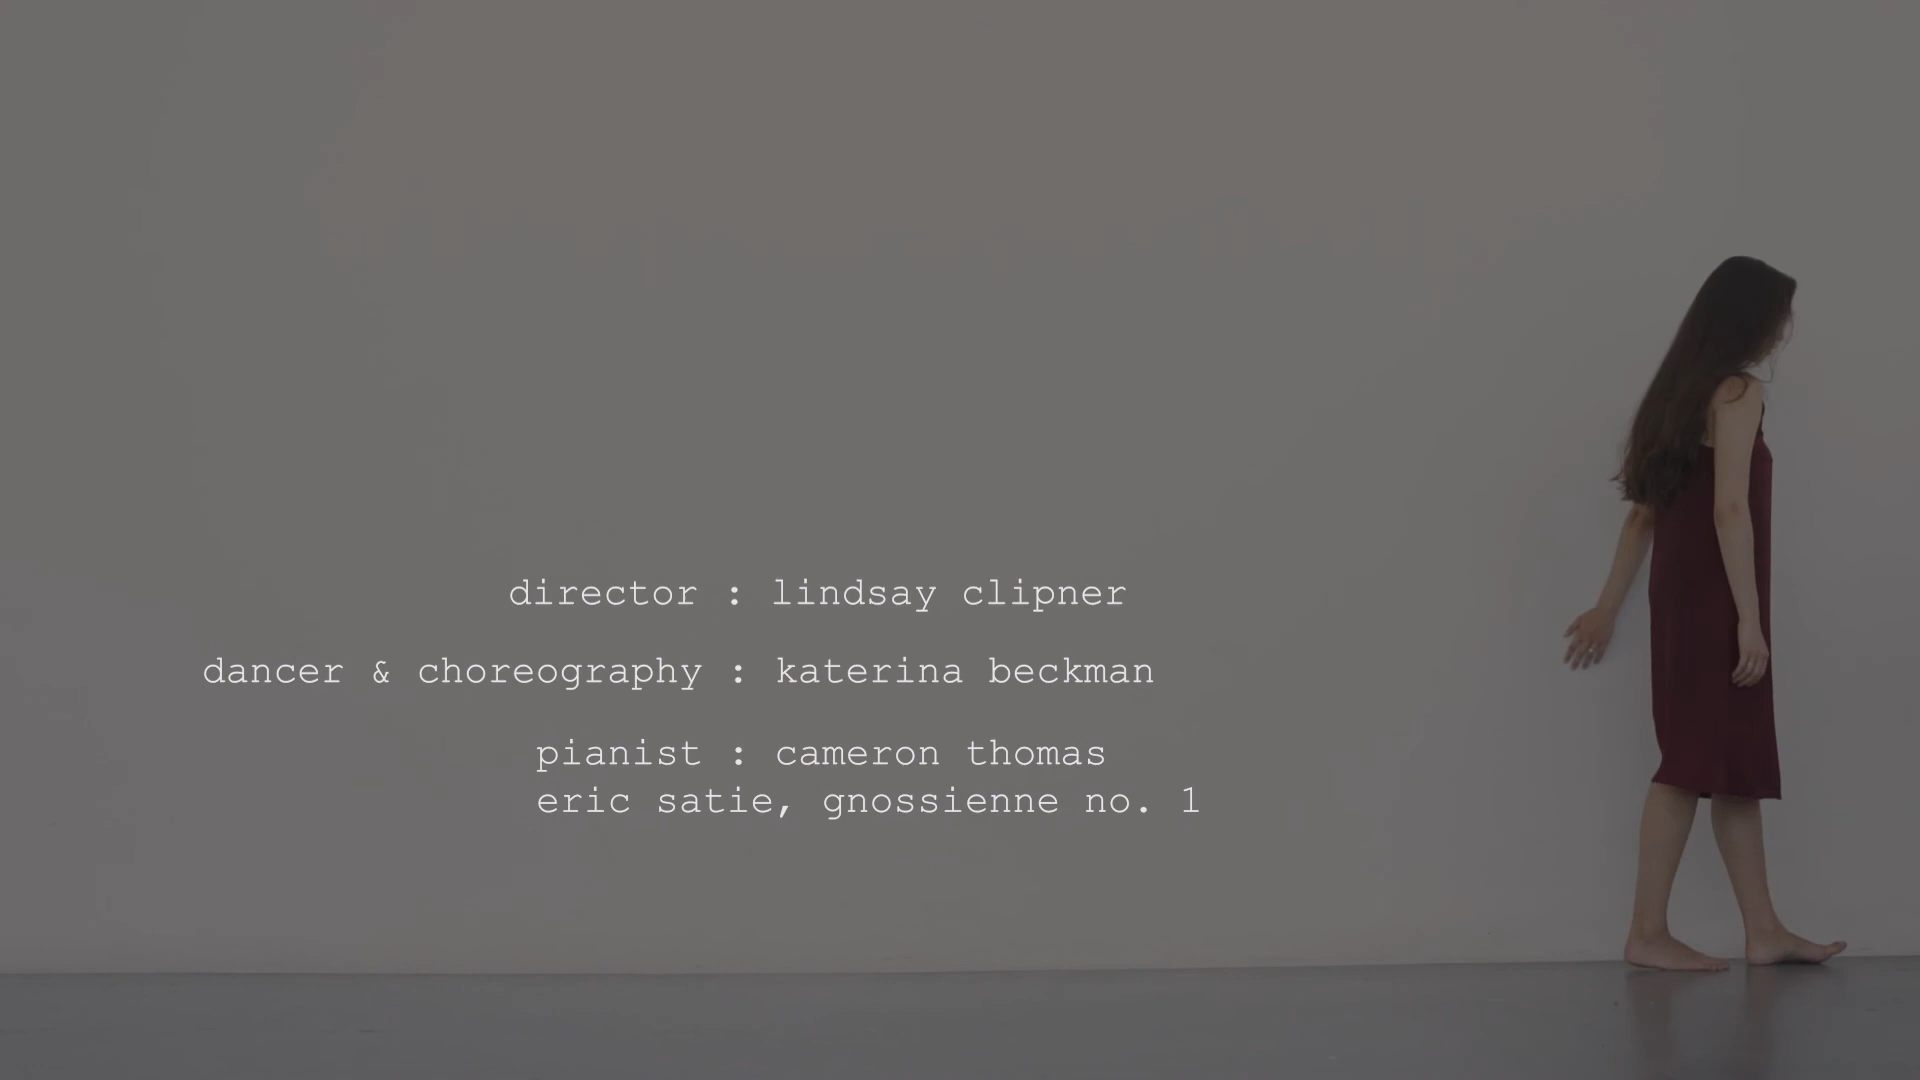 director : lindsay clipner
dancer & choreography : katerina beckman
pianist : cameron thomas
eric satie, gnossienne no. 1